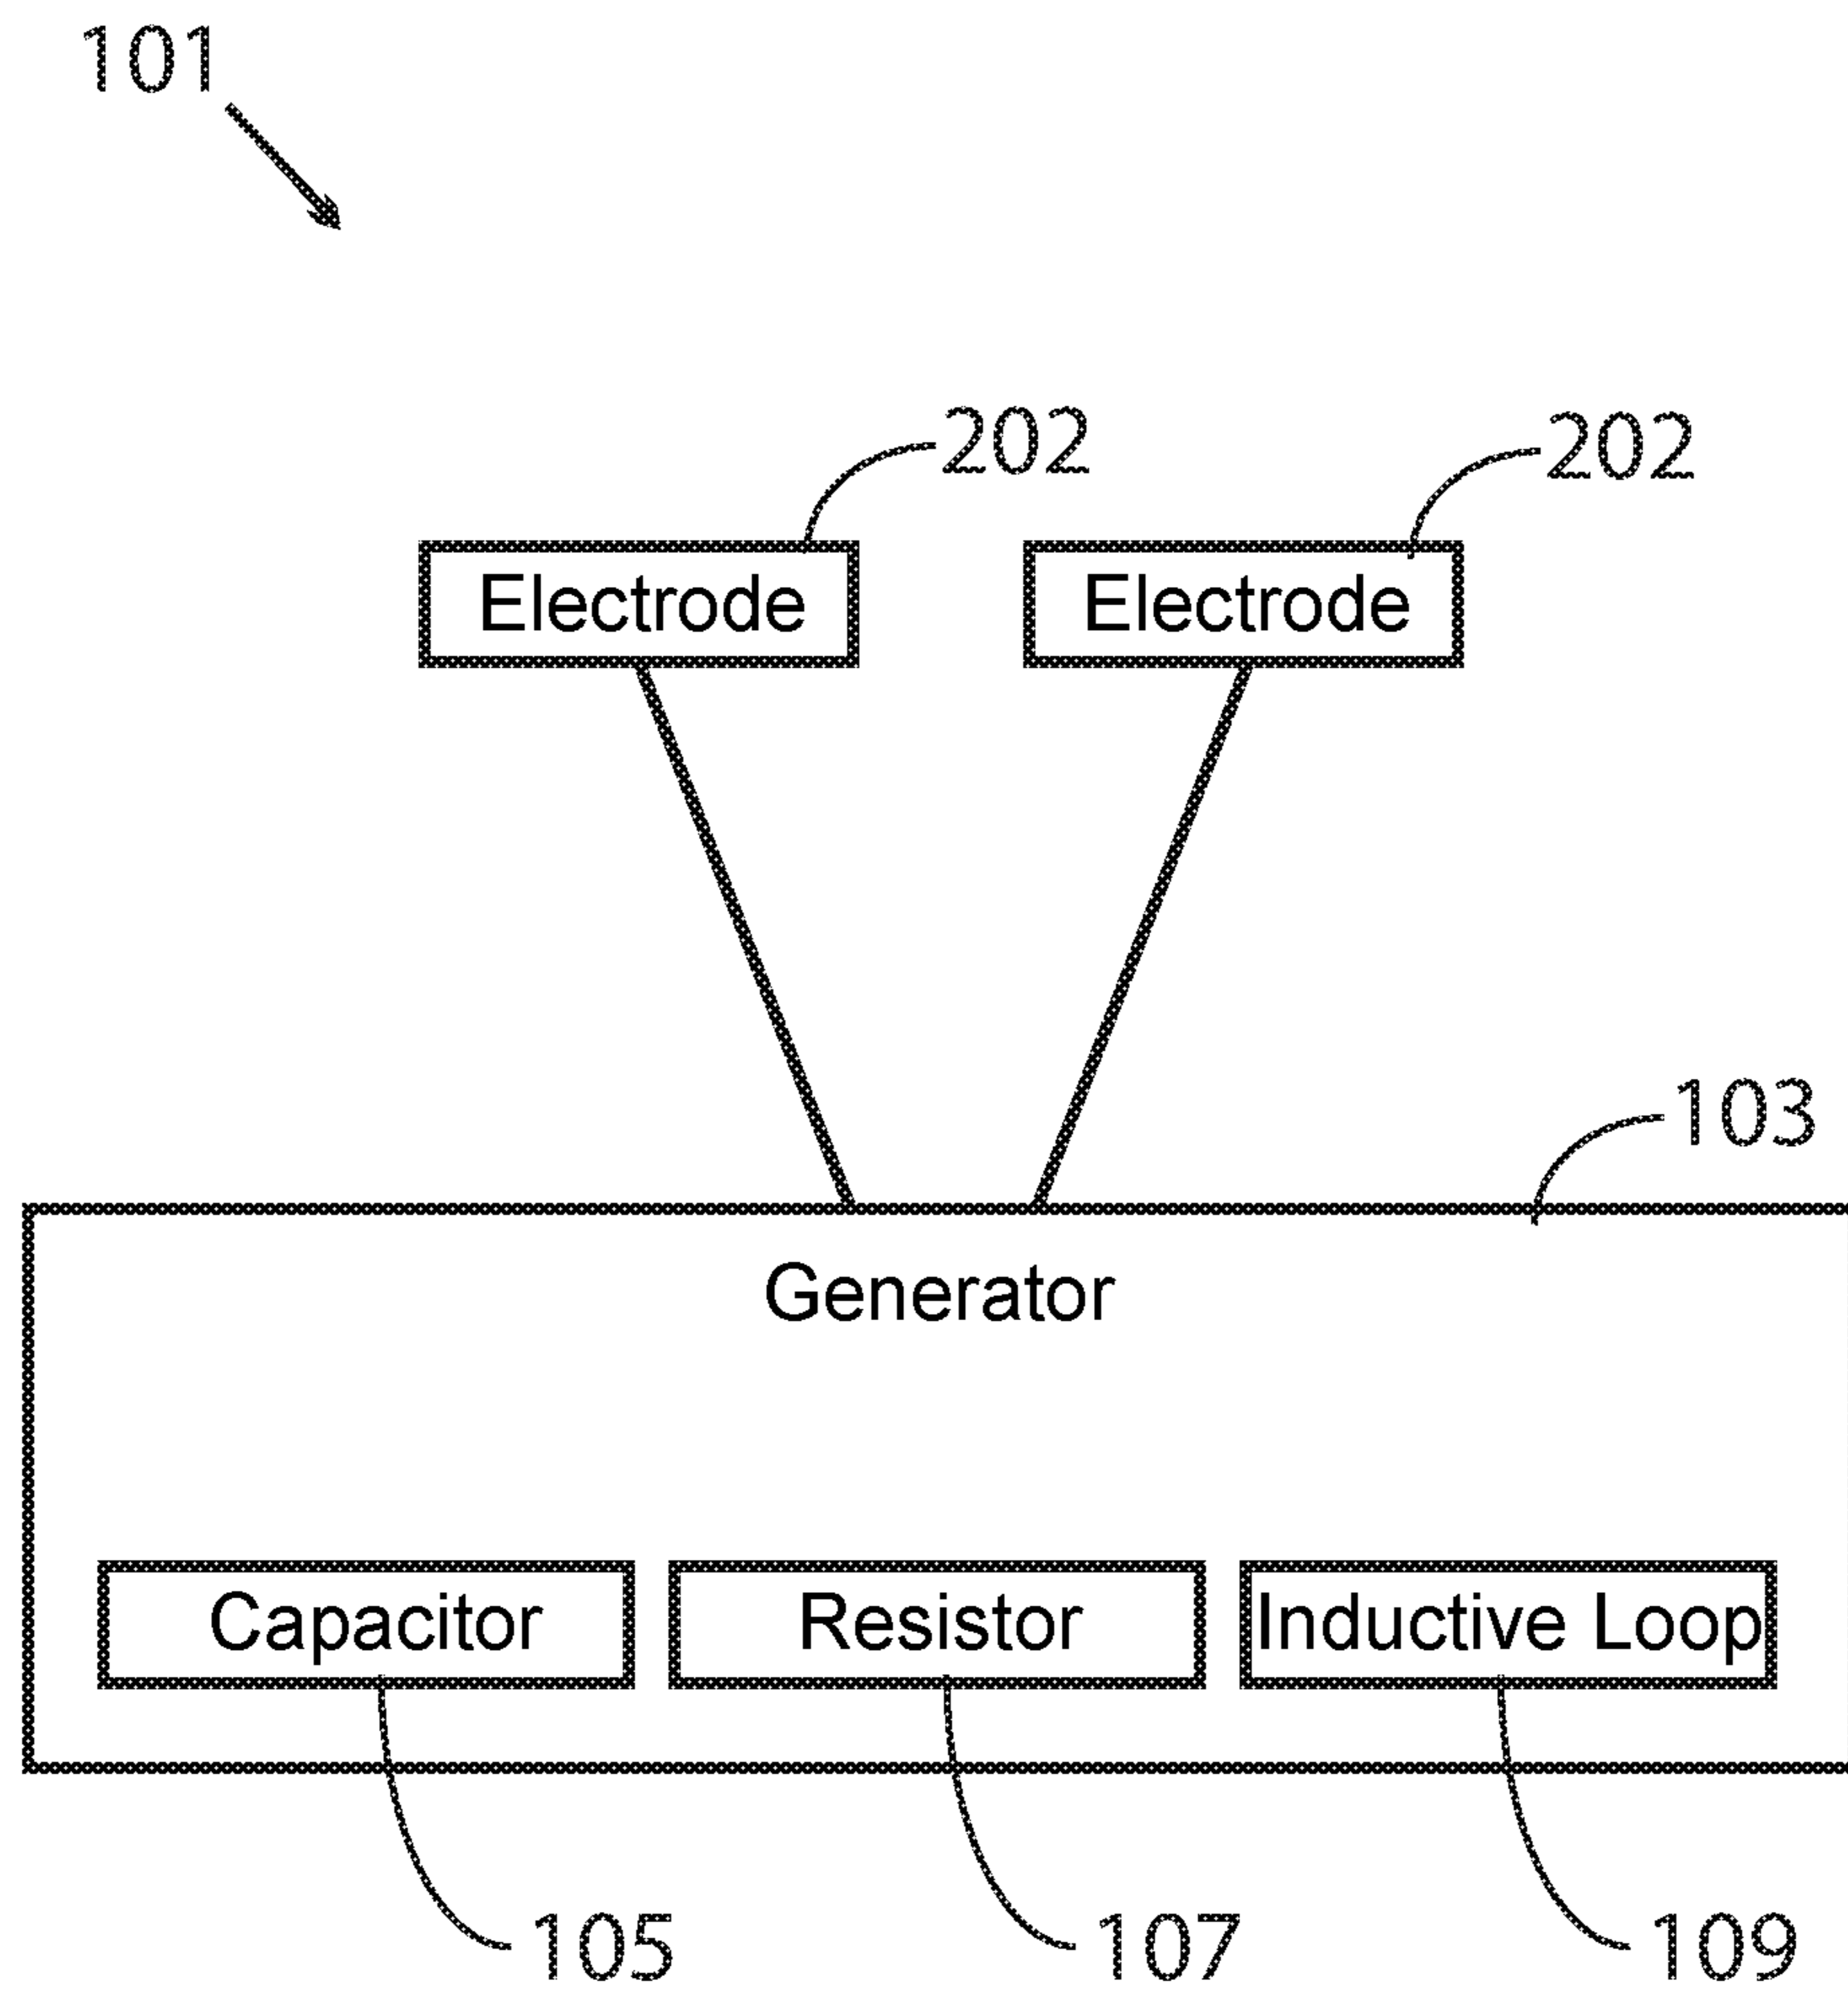 101
202 202
Electrode Electrode
103
Generator
Capacitor Resistor Inductive Loop
105 107 109